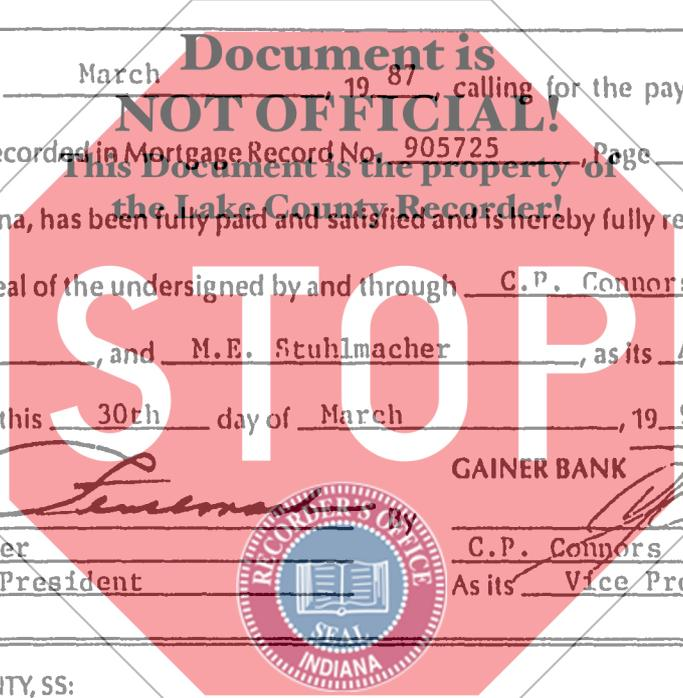 Document is
March , 19 87 , calling for the pay
NOT OFFICIAL!
ecorded in Mortgage Record No. 905725 , Page
This Document is the property of
the Lake County Recorder!
na, has been fully paid and satisfied and is hereby fully re
eal of the undersigned by and through C.P. Connors
STOP
, and M.E. Stuhlmacher , as its
this 30th day of March , 19
GAINER BANK
BY
er C.P. Connors
President As its Vice Pre
RECORDER'S OFFICE
SEAL
INDIANA
TY, SS: